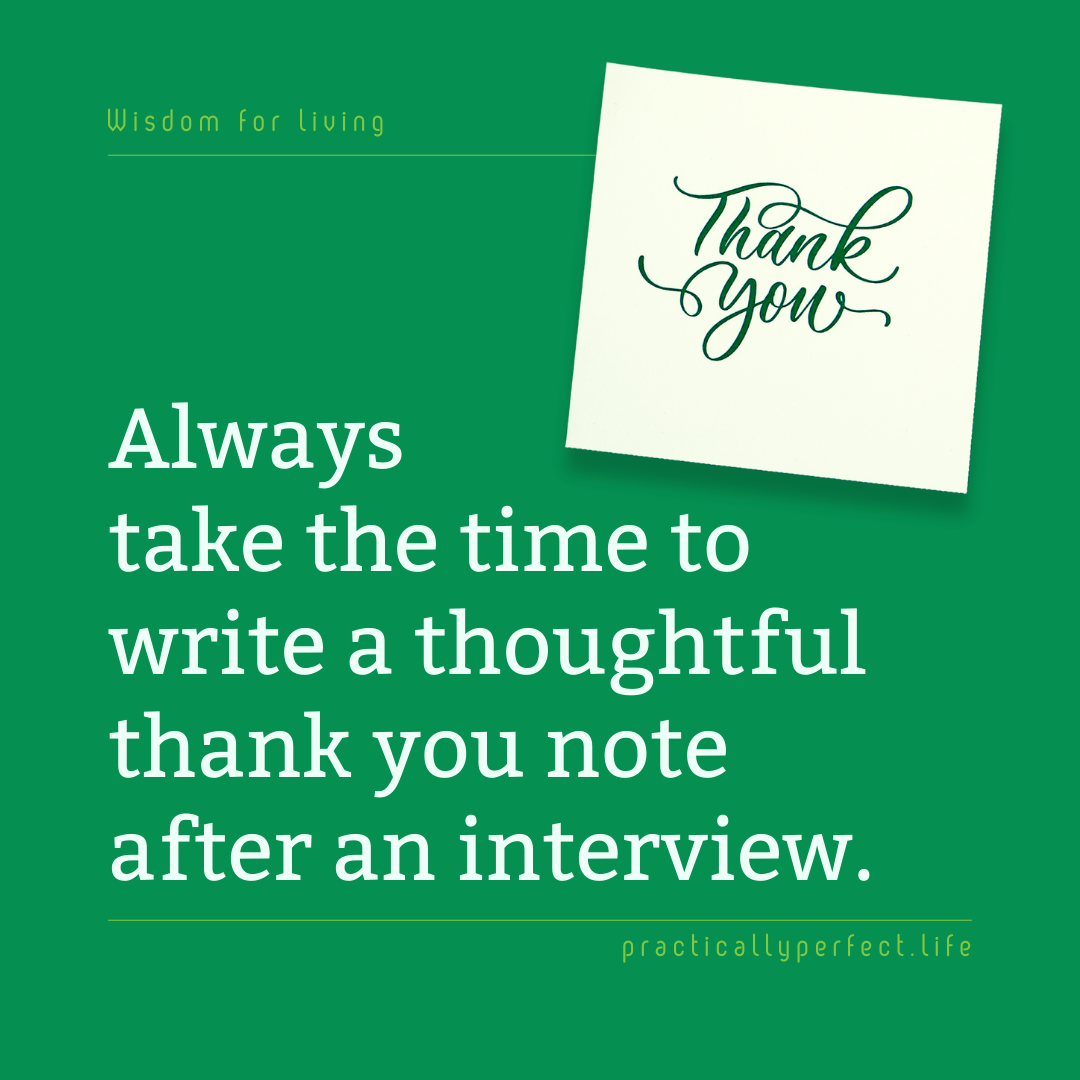 Wisdom for living
Thank
you
Always
take the time to
write a thoughtful
thank you note
after an interview.
practicallyperfect.life